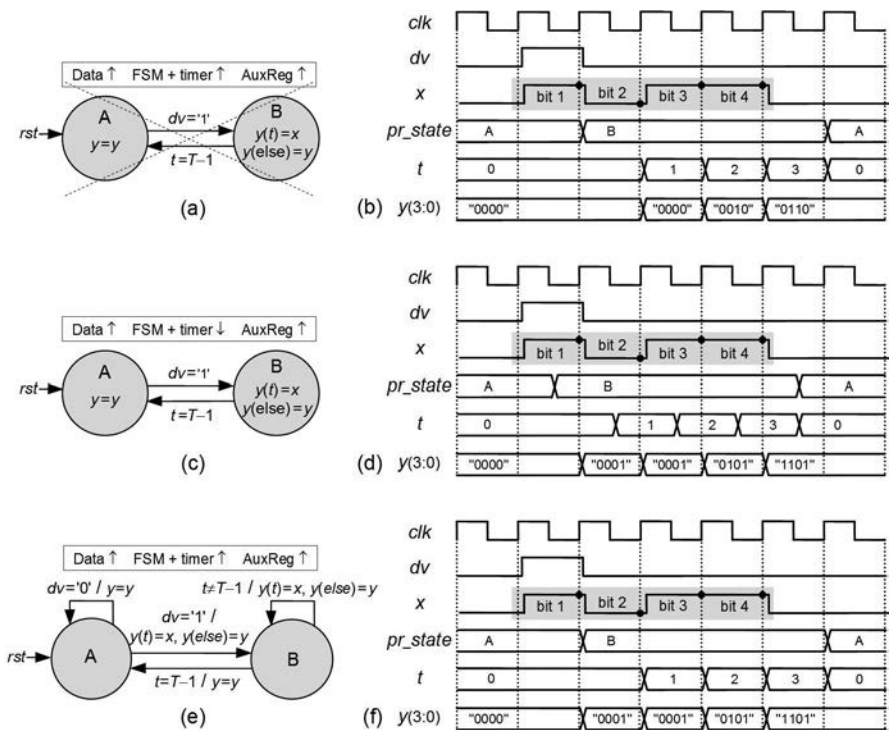 Data ↑ FSM + timer ↑ AuxReg ↑
A
y=y
B
y(t)=x
y(else)=y
rst
dv='1'
t=T–1
(a)
clk
dv
x
bit 1 bit 2 bit 3 bit 4
pr_state A B A
t 0 1 2 3 0
(b) y(3:0) "0000" "0000" "0010" "0110"
Data ↑ FSM + timer ↓ AuxReg ↑
A
y=y
B
y(t)=x
y(else)=y
rst
dv='1'
t=T–1
(c)
clk
dv
x
bit 1 bit 2 bit 3 bit 4
pr_state A B A
t 0 1 2 3 0
(d) y(3:0) "0000" "0001" "0001" "0101" "1101"
Data ↑ FSM + timer ↑ AuxReg ↑
dv='0' / y=y
t≠T–1 / y(t)=x, y(else)=y
dv='1' /
y(t)=x, y(else)=y
rst
A
B
t=T–1 / y=y
(e)
clk
dv
x
bit 1 bit 2 bit 3 bit 4
pr_state A B A
t 0 1 2 3 0
(f) y(3:0) "0000" "0001" "0001" "0101" "1101"